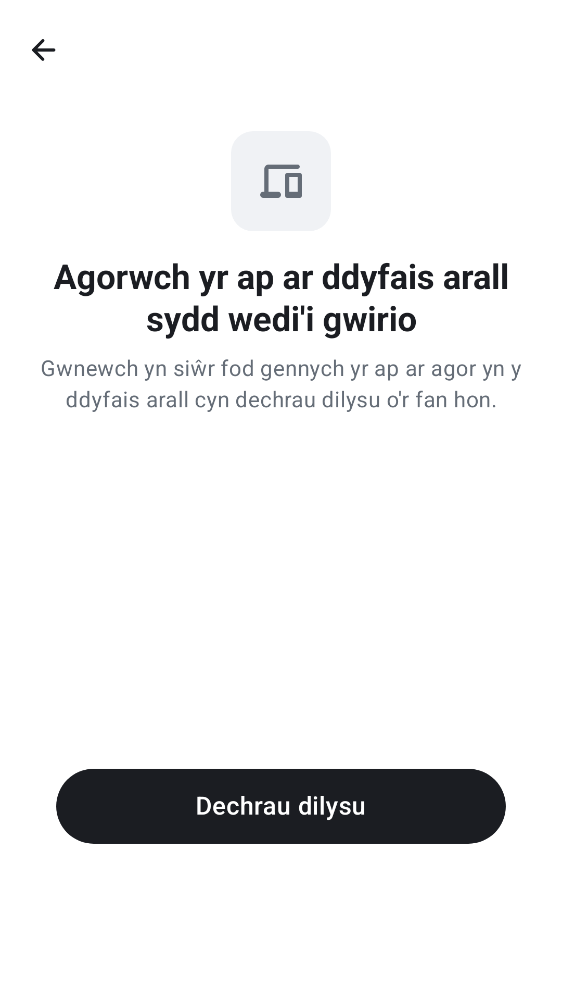 Agorwch yr ap ar ddyfais arall
sydd wedi'i gwirio
Gwnewch yn siŵr fod gennych yr ap ar agor yn y
ddyfais arall cyn dechrau dilysu o'r fan hon.
Dechrau dilysu